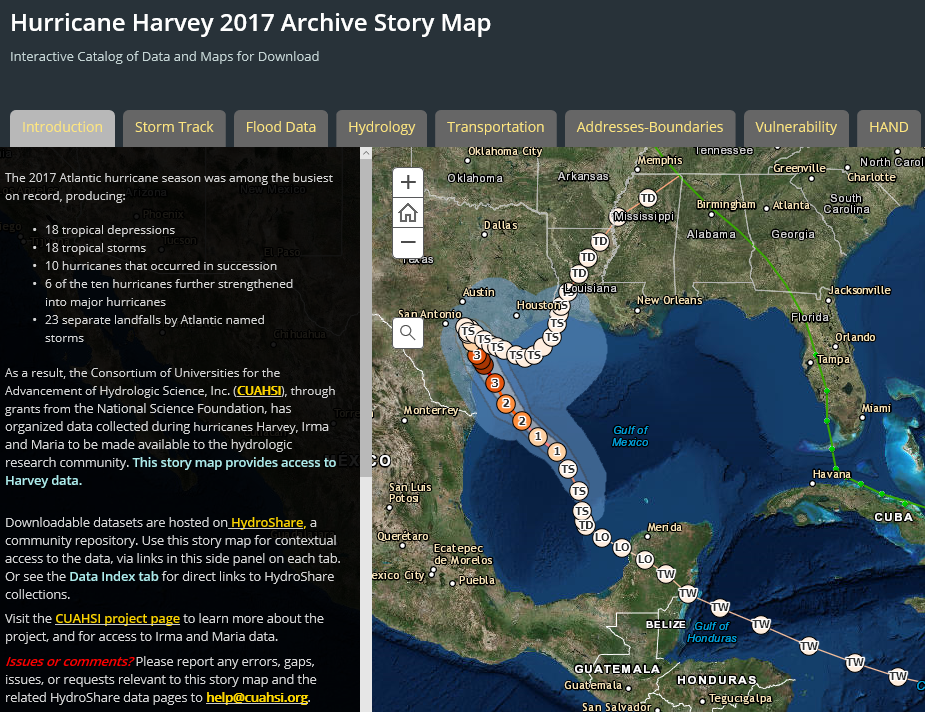 Hurricane Harvey 2017 Archive Story Map
Interactive Catalog of Data and Maps for Download
Introduction
Storm Track
Flood Data
Hydrology
Transportation
Addresses-Boundaries
Vulnerability
HAND
The 2017 Atlantic hurricane season was among the busiest
on record, producing:
• 18 tropical depressions
• 18 tropical storms
• 10 hurricanes that occurred in succession
• 6 of the ten hurricanes further strengthened
into major hurricanes
• 23 separate landfalls by Atlantic named
storms
As a result, the Consortium of Universities for the
Advancement of Hydrologic Science, Inc. (CUAHSI), through
grants from the National Science Foundation, has
organized data collected during hurricanes Harvey, Irma
and Maria to be made available to the hydrologic
research community. This story map provides access to
Harvey data.
Downloadable datasets are hosted on HydroShare, a
community repository. Use this story map for contextual
access to the data, via links in this side panel on each tab.
Or see the Data Index tab for direct links to HydroShare
collections.
Visit the CUAHSI project page to learn more about the
project, and for access to Irma and Maria data.
Issues or comments? Please report any errors, gaps,
issues, or requests relevant to this story map and the
related HydroShare data pages to help@cuahsi.org.
Arizona
New Mexico
Phoenix
Tucson
El Paso
Chihuahua
+
−
Oklahoma City
Oklahoma
Arkansas
Memphis
Tennessee
Greenville
North Carol
Charlotte
South
Carolina
Birmingham
Atlanta
Mississippi
Alabama
Georgia
Dallas
Texas
Louisiana
Austin
Houston
San Antonio
New Orleans
Jacksonville
Florida
Orlando
Tampa
Miami
Monterrey
Gulf of
Mexico
MEXICO
Havana
CUBA
San Luis
Potosi
Querétaro
Ecatepec
de Morelos
exico City
Puebla
Merida
BELIZE
Gulf of
Honduras
GUATEMALA
Guatemala
HONDURAS
Tegucigalpa
San Salvador
C
TD
TD
TD
TD
TS
TS
TS
TS
TS
TS
TS
TS
3
3
2
2
1
1
TS
TS
TS
TD
LO
LO
LO
TW
TW
TW
TW
TW
TW
TW